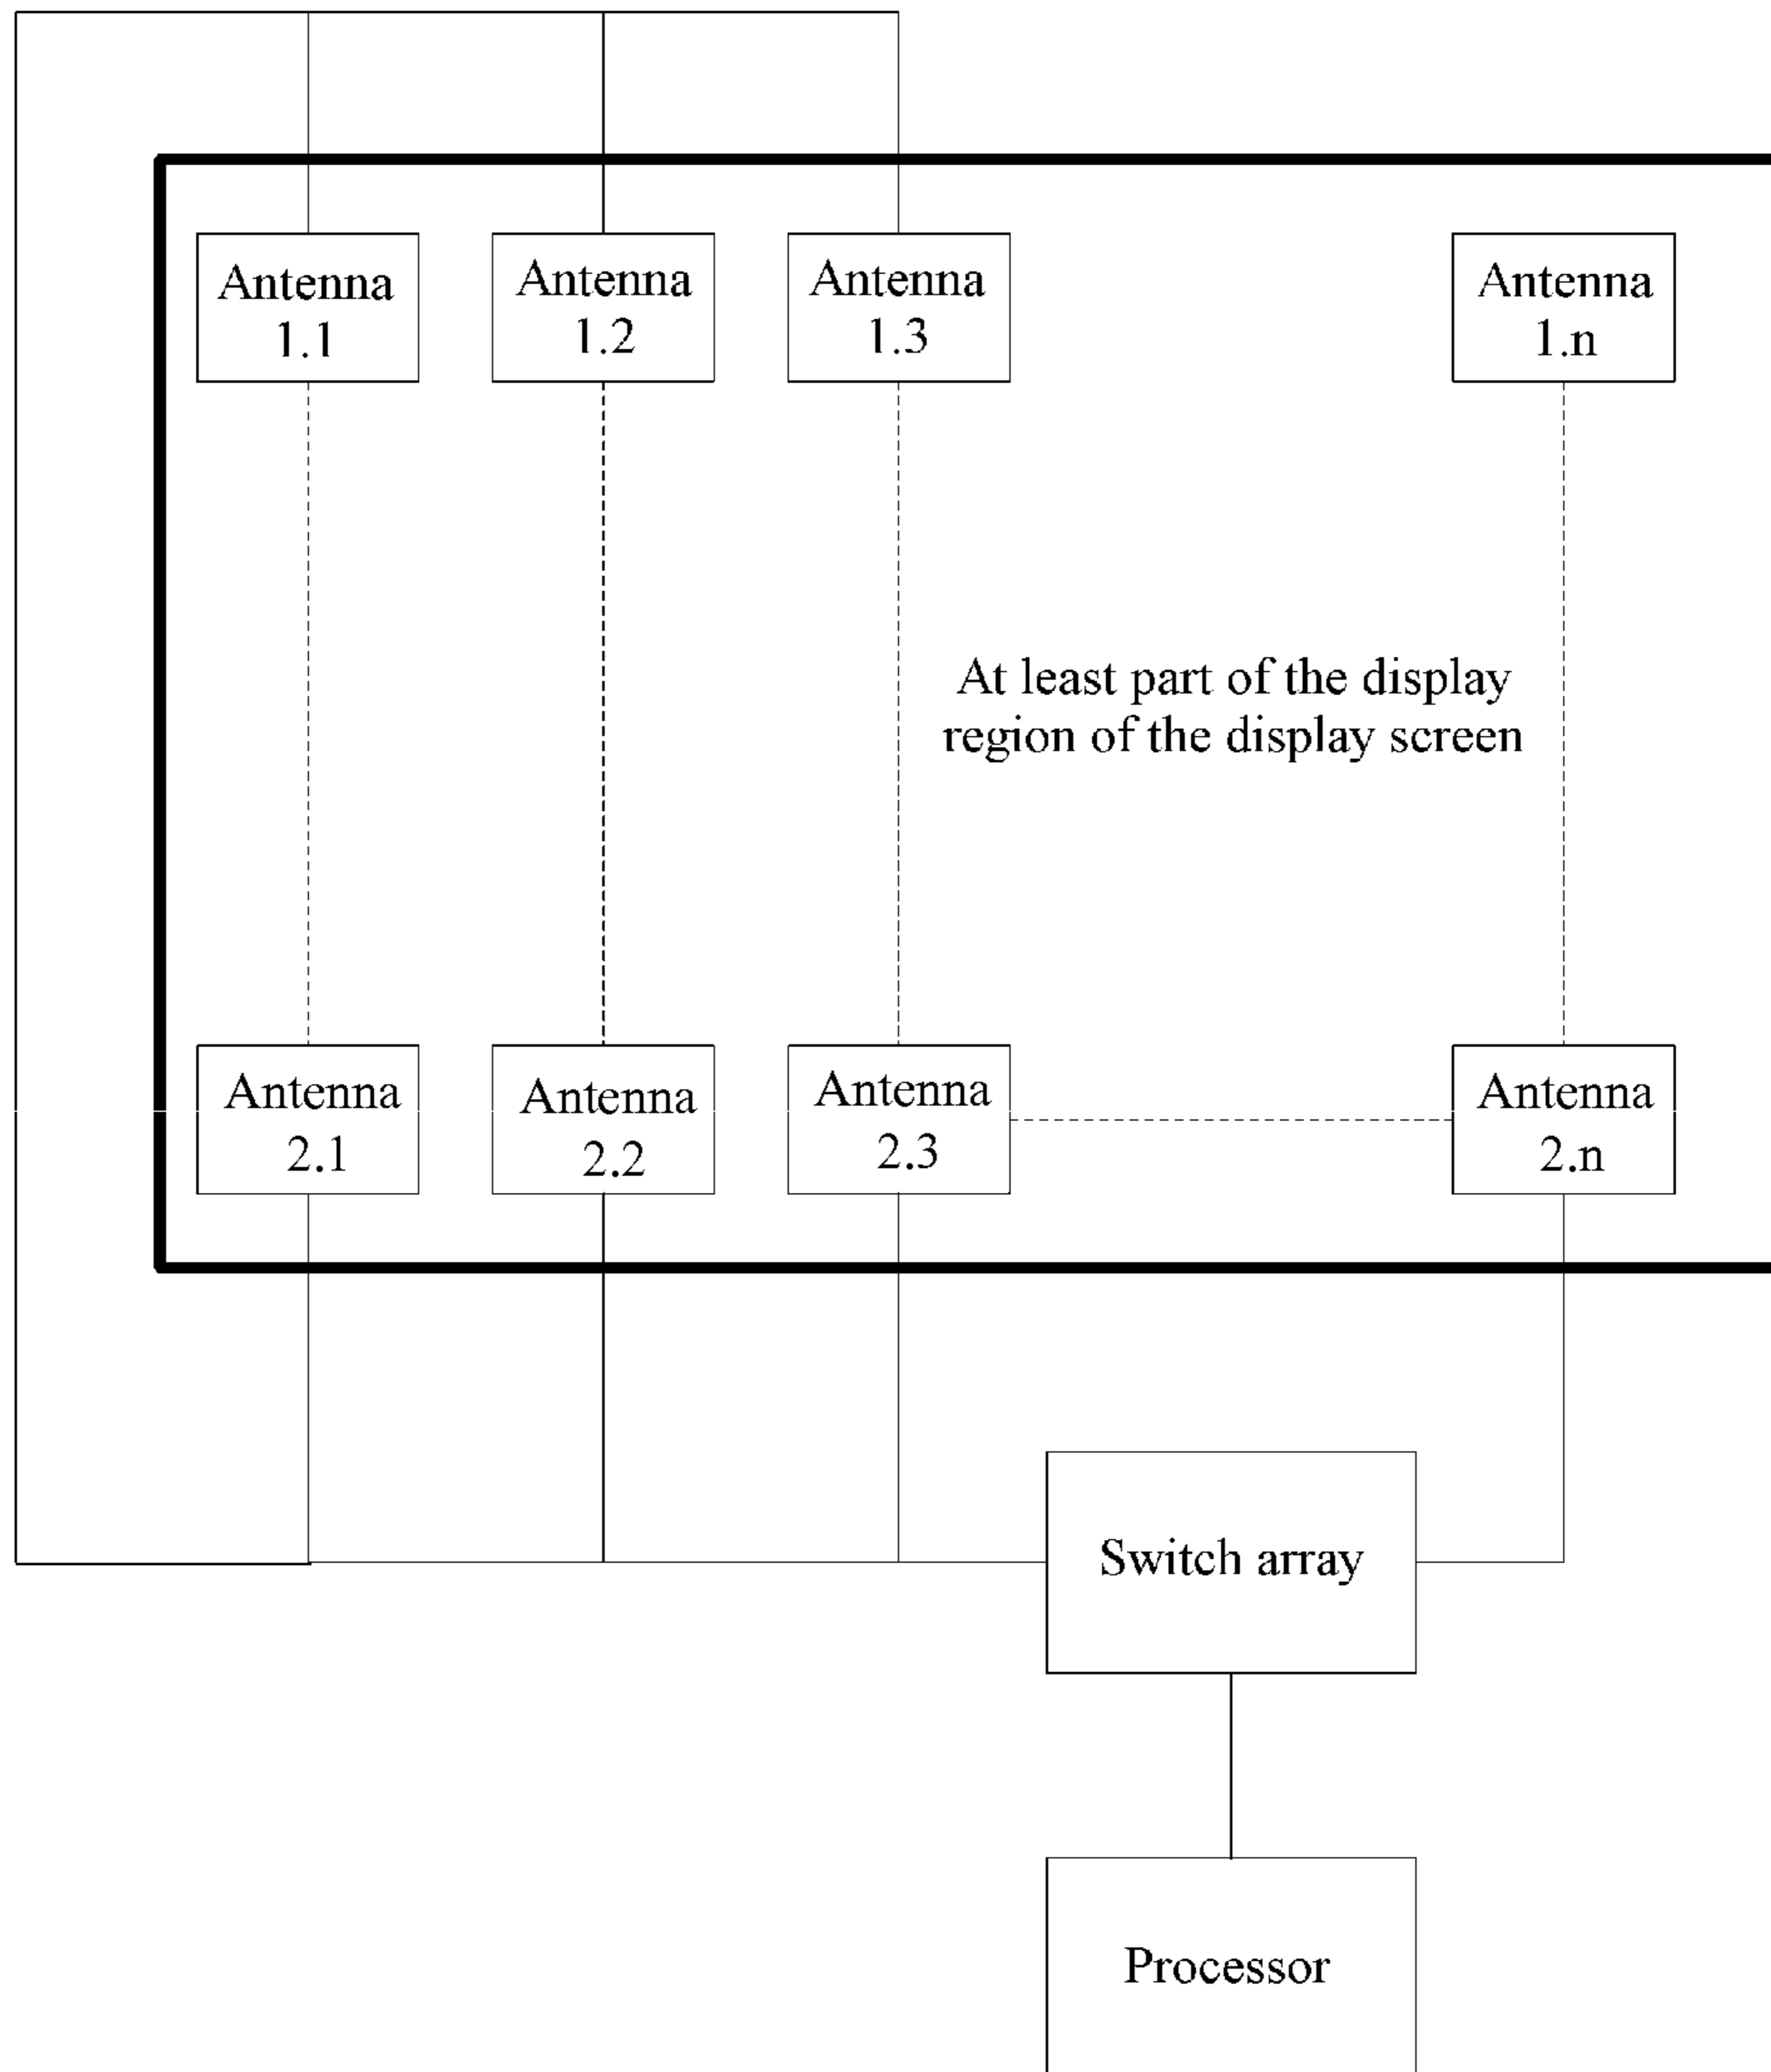 Antenna
1.1
Antenna
1.2
Antenna
1.3
Antenna
1.n
At least part of the display
region of the display screen
Antenna
2.1
Antenna
2.2
Antenna
2.3
Antenna
2.n
Switch array
Processor